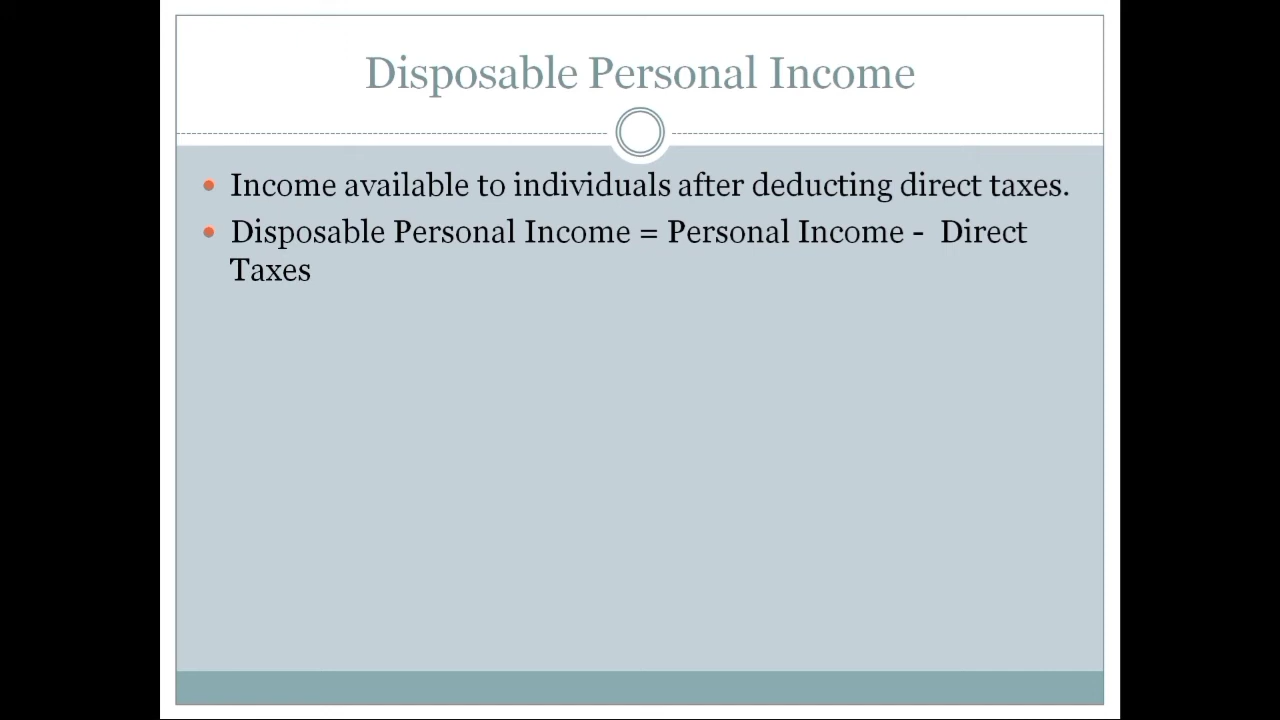 Disposable Personal Income
• Income available to individuals after deducting direct taxes.
• Disposable Personal Income = Personal Income -  Direct
Taxes